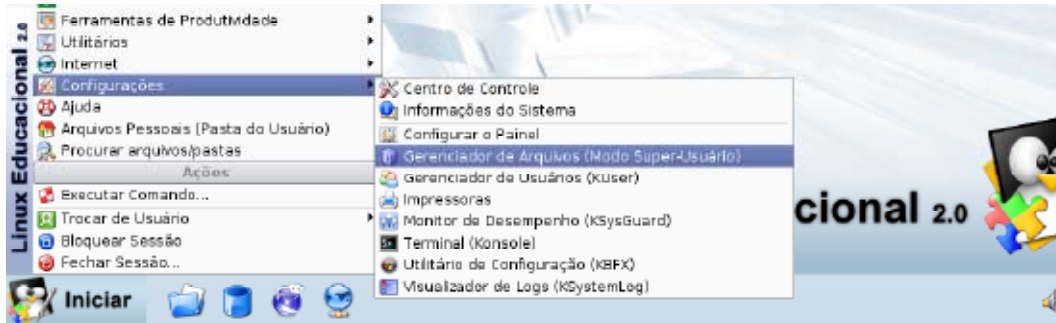 Linux Educacional 2.0
Ferramentas de Produtividade
Utilitários
Internet
Configurações
Ajuda
Arquivos Pessoais (Pasta do Usuário)
Procurar arquivos/pastas
Ações
Executar Comando...
Trocar de Usuário
Bloquear Sessão
Fechar Sessão...
Centro de Controle
Informações do Sistema
Configurar o Painel
Gerenciador de Arquivos (Modo Super-Usuário)
Gerenciador de Usuários (KUser)
Impressoras
Monitor de Desempenho (KSysGuard)
Terminal (Konsole)
Utilitário de Configuração (KBFX)
Visualizador de Logs (KSystemLog)
cional 2.0
Iniciar